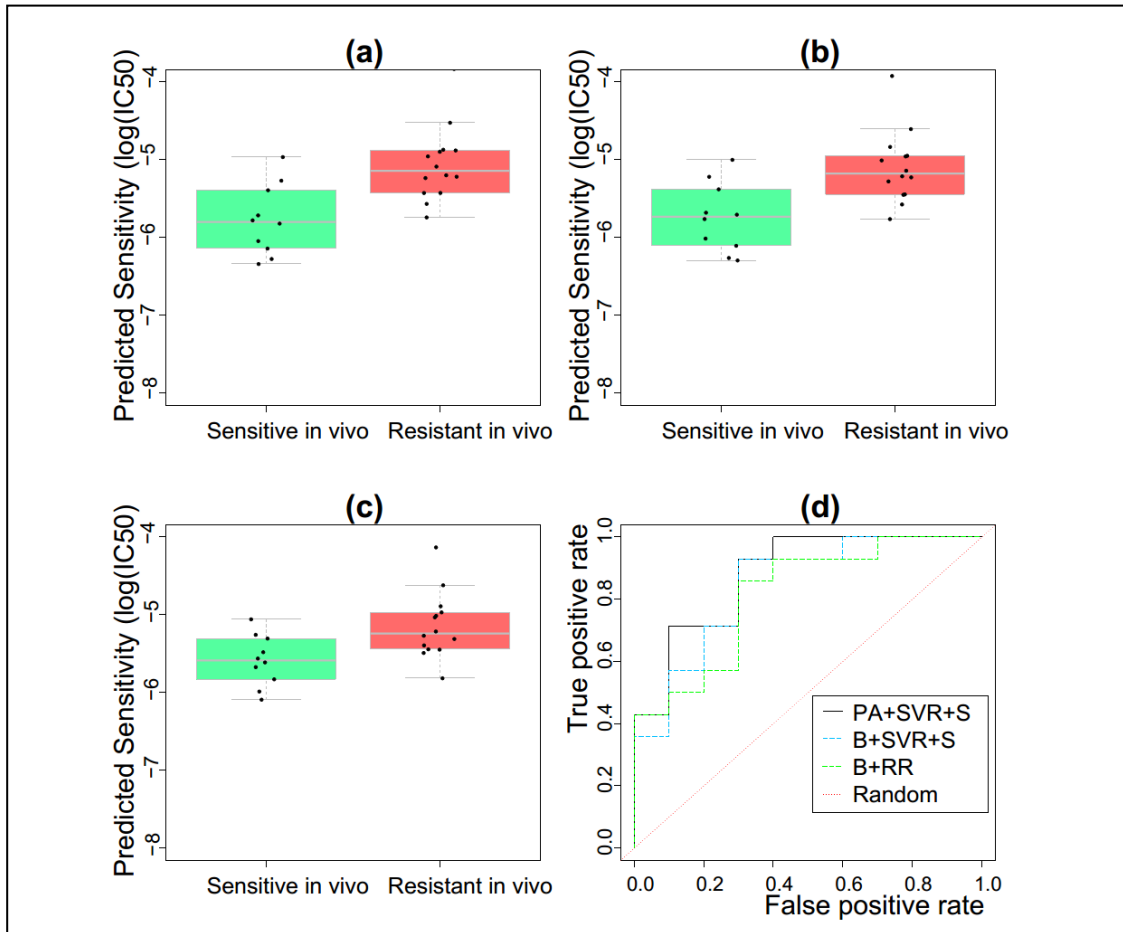 (a)
Predicted Sensitivity (log(IC50)
−4
−5
−6
−7
−8
Sensitive in vivo
Resistant in vivo
(b)
Predicted Sensitivity (log(IC50)
−4
−5
−6
−7
−8
Sensitive in vivo
Resistant in vivo
(c)
Predicted Sensitivity (log(IC50)
−4
−5
−6
−7
−8
Sensitive in vivo
Resistant in vivo
(d)
True positive rate
1.0
0.8
0.6
0.4
0.2
0.0
PA+SVR+S
B+SVR+S
B+RR
Random
0.0 0.2 0.4 0.6 0.8 1.0
False positive rate